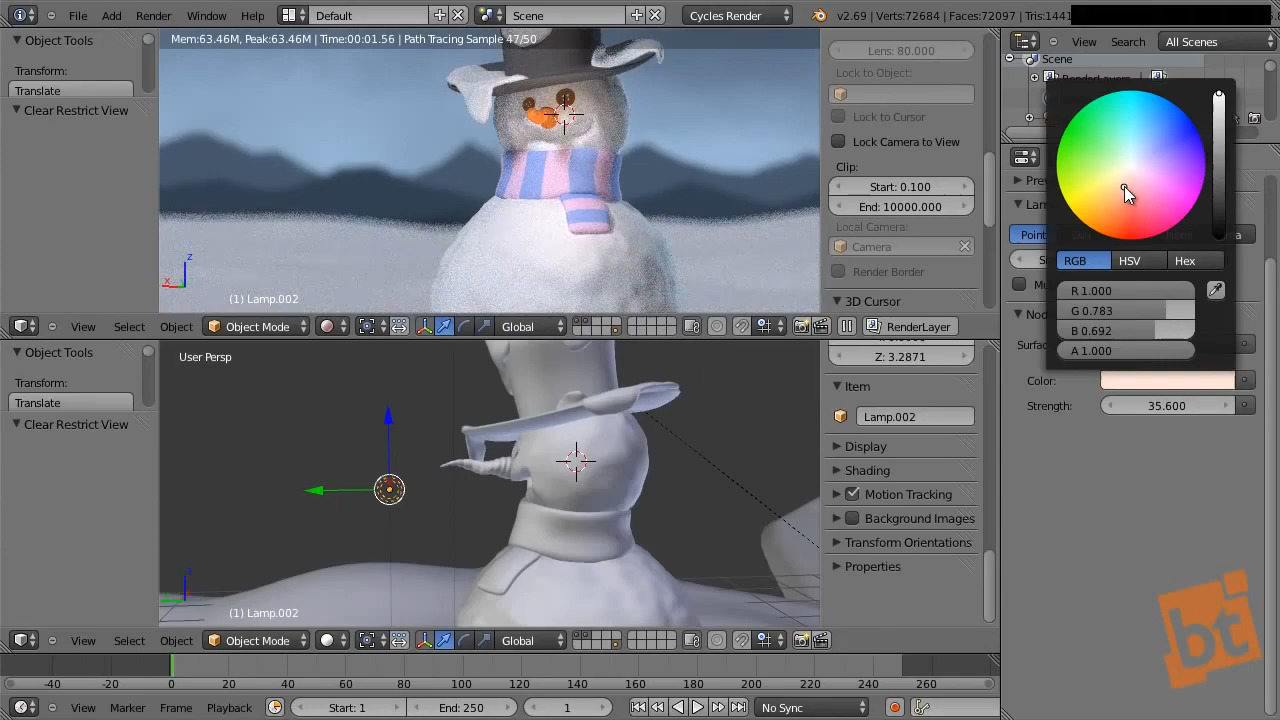 File Add Render Window Help Default Scene Cycles Render v2.69 | Verts:72684 | Faces:72097 | Tris:1441
Object Tools
Transform:
Translate
Clear Restrict View
Mem:63.46M, Peak:63.46M | Time:00:01.56 | Path Tracing Sample 47/50
(1) Lamp.002
Lens: 80.000
Lock to Object:
Lock to Cursor
Lock Camera to View
Clip:
Start: 0.100
End: 10000.000
Local Camera:
Camera
Render Border
3D Cursor
View Search All Scenes
Scene
RGB HSV Hex
R 1.000
G 0.783
B 0.692
A 1.000
Color:
Strength: 35.600
View Select Object Object Mode Global RenderLayer
Object Tools
Transform:
Translate
Clear Restrict View
User Persp
(1) Lamp.002
Z: 3.2871
Item
Lamp.002
Display
Shading
Motion Tracking
Background Images
Transform Orientations
Properties
View Select Object Object Mode Global
-40 -20 0 20 40 60 80 100 120 140 160 180 200 220 240 260
View Marker Frame Playback Start: 1 End: 250 1 No Sync
bt